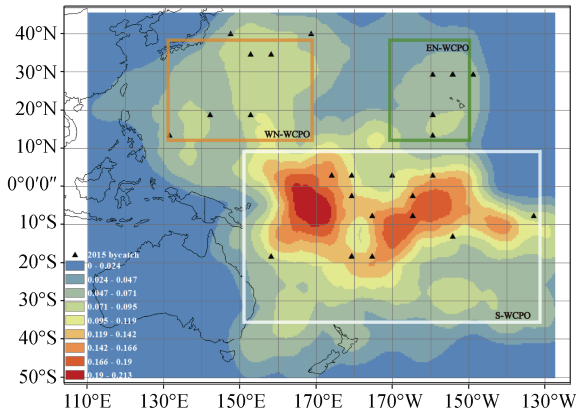 40°N
30°N
20°N
10°N
0°0′0″
10°S
20°S
30°S
40°S
50°S
EN-WCPO
WN-WCPO
S-WCPO
2015 bycatch
0 - 0.024
0.024 - 0.047
0.047 - 0.071
0.071 - 0.095
0.095 - 0.119
0.119 - 0.142
0.142 - 0.166
0.166 - 0.19
0.19 - 0.213
110°E 130°E 150°E 170°E 170°W 150°W 130°W